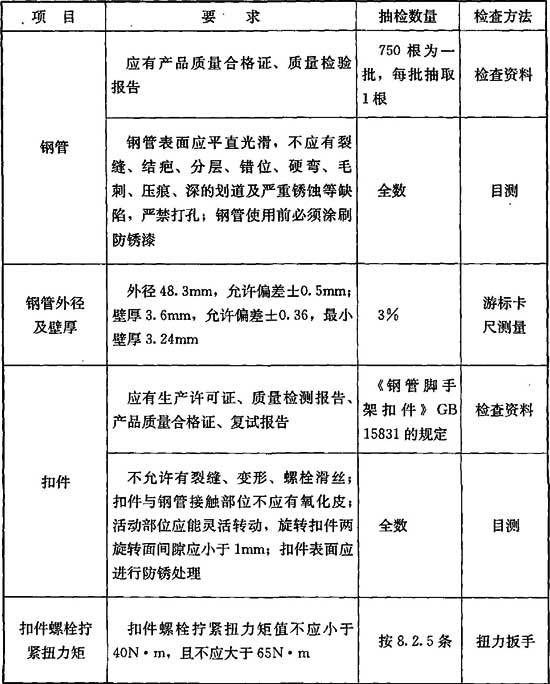 项 目
要 求
抽检数量
检查方法
钢管
应有产品质量合格证、质量检验
报告
750 根为一
批，每批抽取
1根
检查资料
钢管表面应平直光滑，不应有裂
缝、结疤、分层、错位、硬弯、毛
刺、压痕、深的划道及严重锈蚀等缺
陷，严禁打孔；钢管使用前必须涂刷
防锈漆
全数
目测
钢管外径
及壁厚
外径 48.3mm，允许偏差±0.5mm；
壁厚 3.6mm，允许偏差±0.36，最小
壁厚 3.24mm
3%
游标卡
尺测量
扣件
应有生产许可证、质量检测报告、
产品质量合格证、复试报告
《钢管脚手
架扣件》GB
15831 的规定
检查资料
不允许有裂缝、变形、螺栓滑丝；
扣件与钢管接触部位不应有氧化皮；
活动部位应能灵活转动，旋转扣件两
旋转面间隙应小于 1mm；扣件表面应
进行防锈处理
全数
目测
扣件螺栓拧
紧扭力矩
扣件螺栓拧紧扭力矩值不应小于
40N·m，且不应大于 65N·m
按 8.2.5 条
扭力扳手